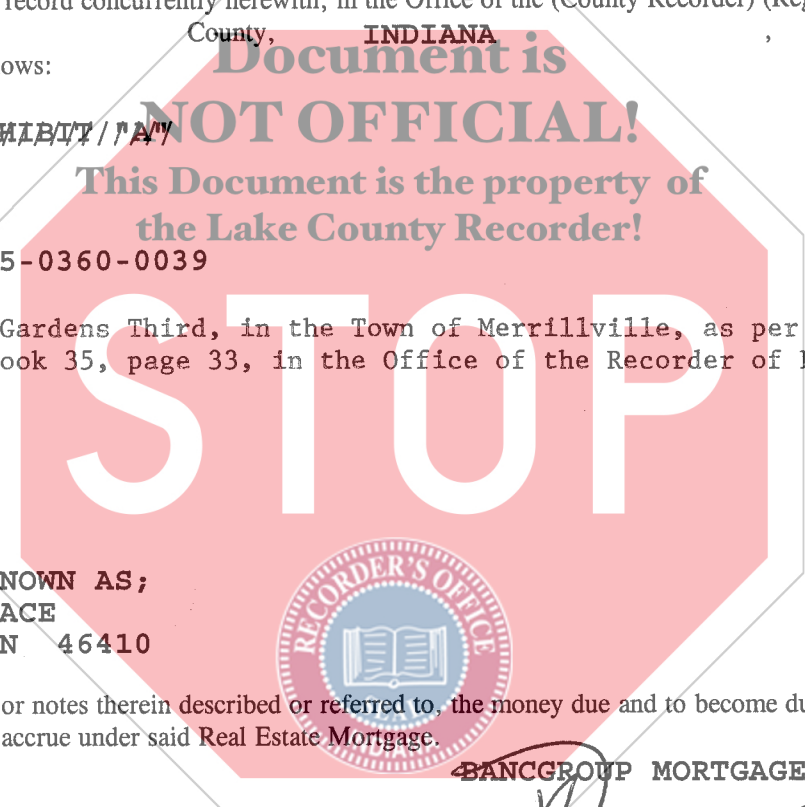 record concurrently herewith, in the Office of the (County Recorder) (Reg
County, INDIANA ,
ows:
Document is
NOT OFFICIAL!
HIBIT "A"
This Document is the property of
the Lake County Recorder!
5-0360-0039
Gardens Third, in the Town of Merrillville, as per
ook 35, page 33, in the Office of the Recorder of L
STOP
NOWN AS;
ACE
N 46410
RECORDER'S OFFICE
SEAL
INDIANA
or notes therein described or referred to, the money due and to become du
accrue under said Real Estate Mortgage.
BANCGROUP MORTGAGE